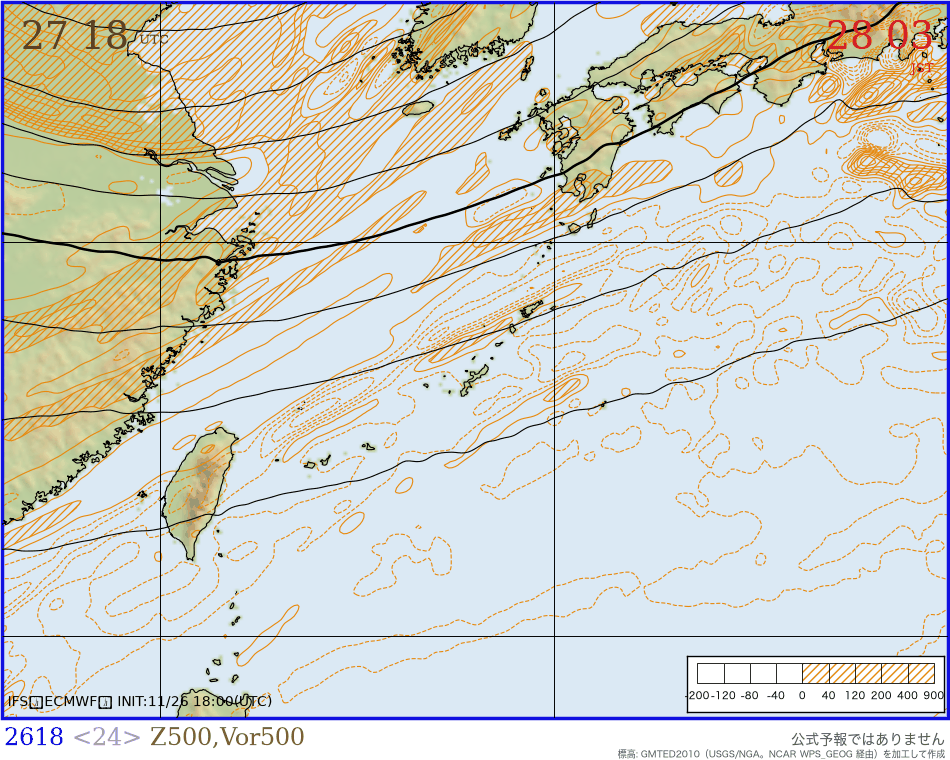 27 18 UTC
28 03
JST
-200 -120 -80 -40 0 40 120 200 400 900
IFS□ECMWF□ INIT:11/26 18:00(UTC)
2618 <24> Z500,Vor500
公式予報ではありません
標高: GMTED2010（USGS/NGA。NCAR WPS_GEOG 経由）を加工して作成